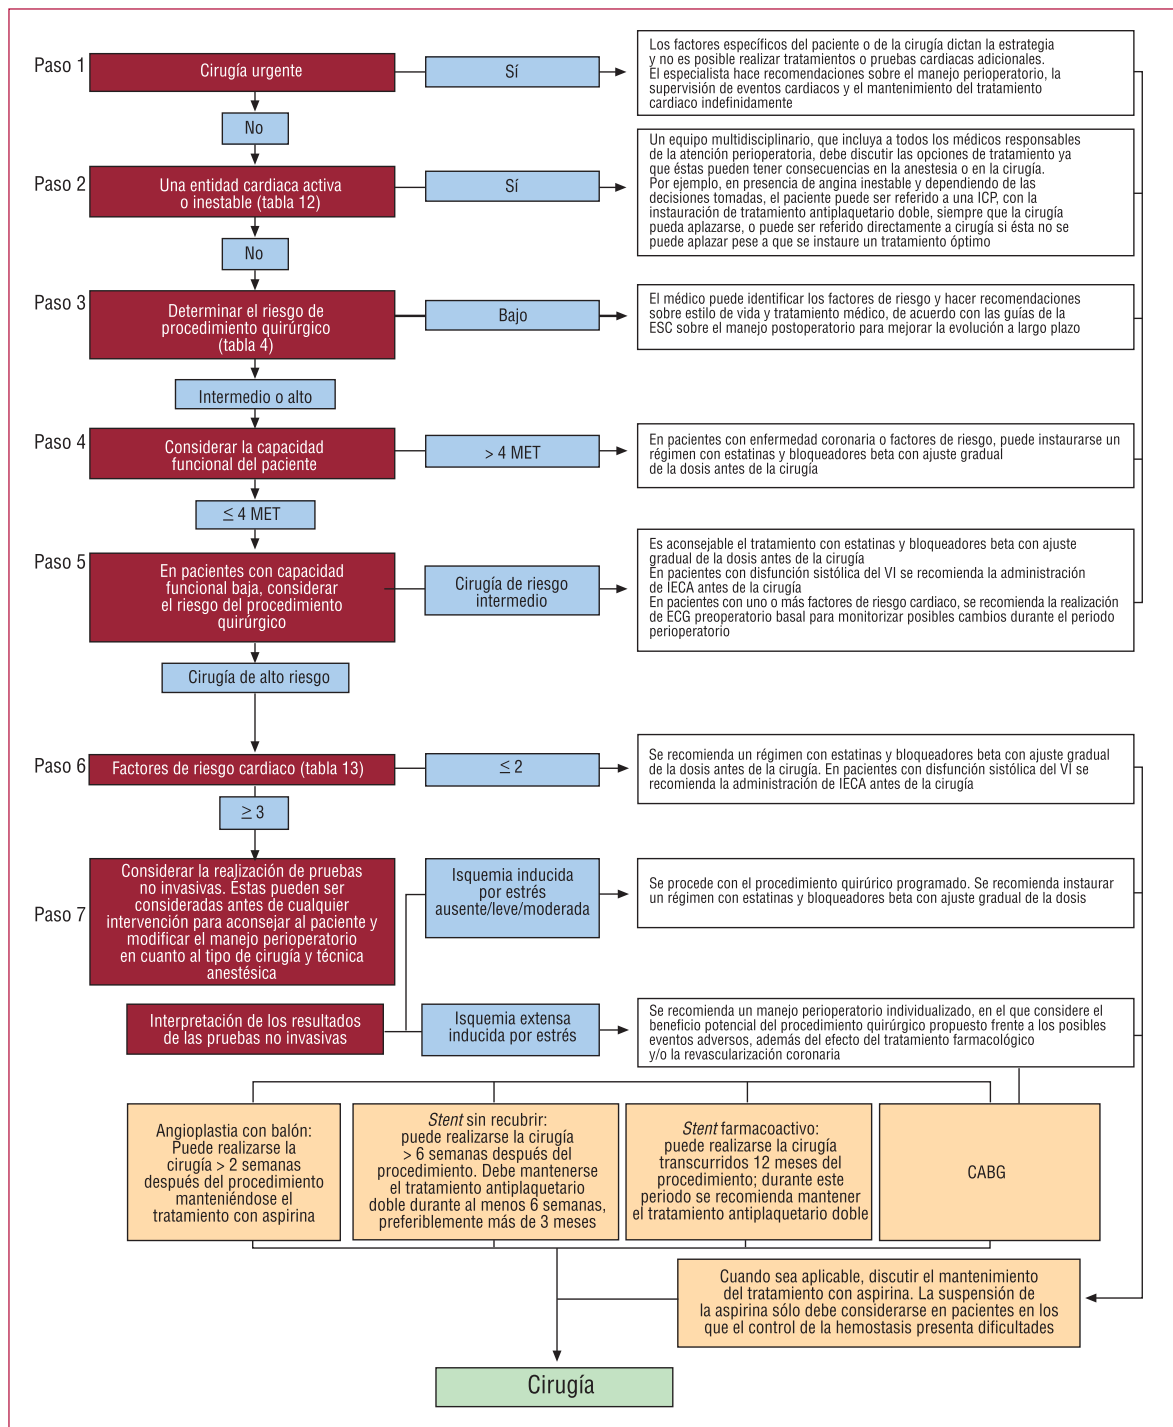 Paso 1
Cirugía urgente
Sí
Los factores específicos del paciente o de la cirugía dictan la estrategia
y no es posible realizar tratamientos o pruebas cardiacas adicionales.
El especialista hace recomendaciones sobre el manejo perioperatorio, la
supervisión de eventos cardiacos y el mantenimiento del tratamiento
cardiaco indefinidamente
No
Paso 2
Una entidad cardiaca activa
o inestable (tabla 12)
Sí
Un equipo multidisciplinario, que incluya a todos los médicos responsables
de la atención perioperatoria, debe discutir las opciones de tratamiento ya
que éstas pueden tener consecuencias en la anestesia o en la cirugía.
Por ejemplo, en presencia de angina inestable y dependiendo de las
decisiones tomadas, el paciente puede ser referido a una ICP, con la
instauración de tratamiento antiplaquetario doble, siempre que la cirugía
pueda aplazarse, o puede ser referido directamente a cirugía si ésta no se
puede aplazar pese a que se instaure un tratamiento óptimo
No
Paso 3
Determinar el riesgo de
procedimiento quirúrgico
(tabla 4)
Bajo
El médico puede identificar los factores de riesgo y hacer recomendaciones
sobre estilo de vida y tratamiento médico, de acuerdo con las guías de la
ESC sobre el manejo postoperatorio para mejorar la evolución a largo plazo
Intermedio o alto
Paso 4
Considerar la capacidad
funcional del paciente
> 4 MET
En pacientes con enfermedad coronaria o factores de riesgo, puede instaurarse un
régimen con estatinas y bloqueadores beta con ajuste gradual
de la dosis antes de la cirugía
≤ 4 MET
Paso 5
En pacientes con capacidad
funcional baja, considerar
el riesgo del procedimiento
quirúrgico
Cirugía de riesgo
intermedio
Es aconsejable el tratamiento con estatinas y bloqueadores beta con ajuste
gradual de la dosis antes de la cirugía
En pacientes con disfunción sistólica del VI se recomienda la administración
de IECA antes de la cirugía
En pacientes con uno o más factores de riesgo cardiaco, se recomienda la realización
de ECG preoperatorio basal para monitorizar posibles cambios durante el periodo
perioperatorio
Cirugía de alto riesgo
Paso 6
Factores de riesgo cardiaco (tabla 13)
≤ 2
Se recomienda un régimen con estatinas y bloqueadores beta con ajuste gradual
de la dosis antes de la cirugía. En pacientes con disfunción sistólica del VI se
recomienda la administración de IECA antes de la cirugía
≥ 3
Paso 7
Considerar la realización de pruebas
no invasivas. Éstas pueden ser
consideradas antes de cualquier
intervención para aconsejar al paciente y
modificar el manejo perioperatorio
en cuanto al tipo de cirugía y técnica
anestésica
Isquemia inducida
por estrés
ausente/leve/moderada
Se procede con el procedimiento quirúrico programado. Se recomienda instaurar
un régimen con estatinas y bloqueadores beta con ajuste gradual de la dosis
Interpretación de los resultados
de las pruebas no invasivas
Isquemia extensa
inducida por estrés
Se recomienda un manejo perioperatorio individualizado, en el que considere el
beneficio potencial del procedimiento quirúrgico propuesto frente a los posibles
eventos adversos, además del efecto del tratamiento farmacológico
y/o la revascularización coronaria
Angioplastia con balón:
Puede realizarse la
cirugía > 2 semanas
después del procedimiento
manteniéndose el
tratamiento con aspirina
Stent sin recubrir:
puede realizarse la cirugía
> 6 semanas después del
procedimiento. Debe mantenerse
el tratamiento antiplaquetario
doble durante al menos 6 semanas,
preferiblemente más de 3 meses
Stent farmacoactivo:
puede realizarse la cirugía
transcurridos 12 meses del
procedimiento; durante este
periodo se recomienda mantener
el tratamiento antiplaquetario doble
CABG
Cuando sea aplicable, discutir el mantenimiento
del tratamiento con aspirina. La suspensión de
la aspirina sólo debe considerarse en pacientes en los
que el control de la hemostasis presenta dificultades
Cirugía